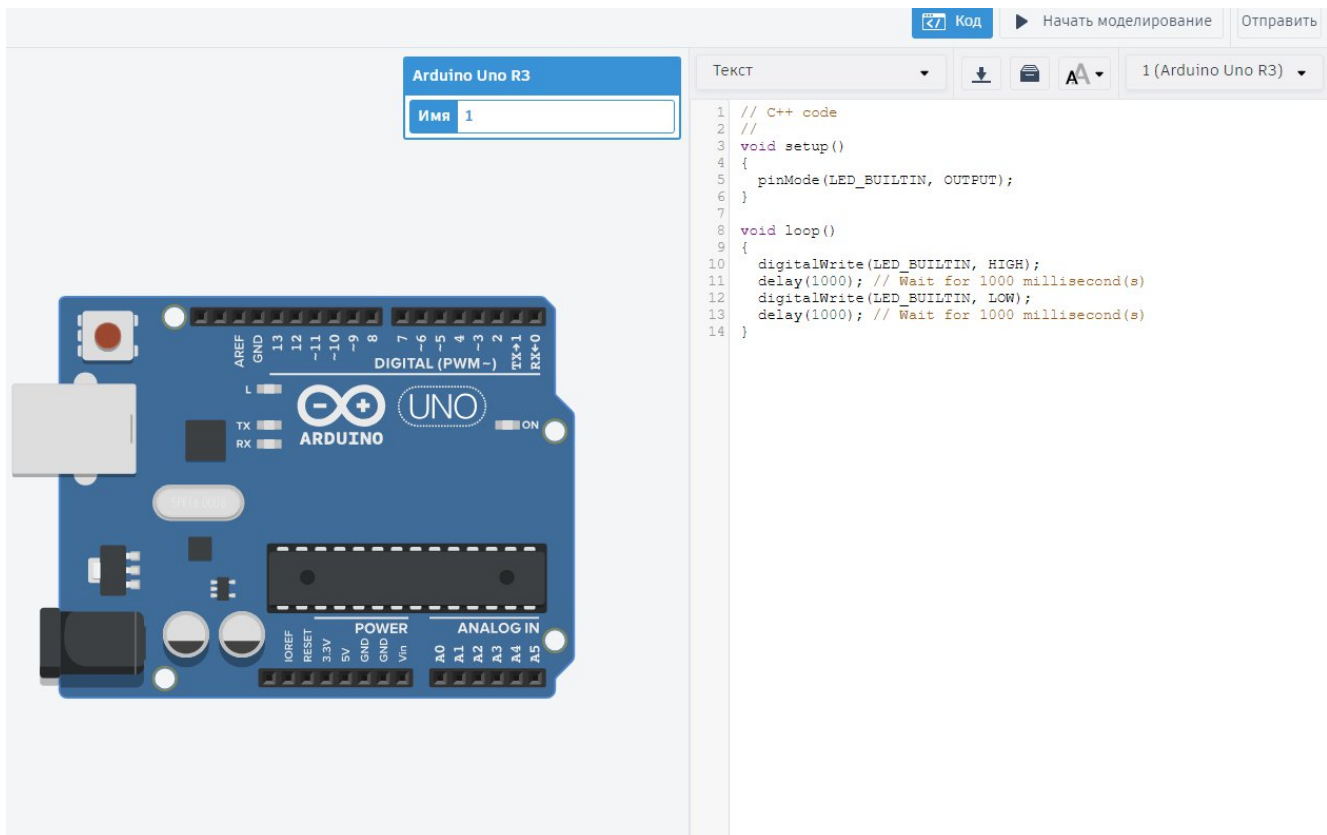 Код
Начать моделирование
Отправить
Arduino Uno R3
Имя 1
Текст
AA
1 (Arduino Uno R3)
1 // C++ code
2 //
3 void setup()
4 {
5   pinMode(LED_BUILTIN, OUTPUT);
6 }
7
8 void loop()
9 {
10   digitalWrite(LED_BUILTIN, HIGH);
11   delay(1000); // Wait for 1000 millisecond(s)
12   digitalWrite(LED_BUILTIN, LOW);
13   delay(1000); // Wait for 1000 millisecond(s)
14 }
AREF
GND
13
12
~11
~10
~9
8
7
~6
~5
4
~3
2
TX→1
RX←0
DIGITAL (PWM~)
L
TX
RX
ARDUINO
UNO
ON
IOREF
RESET
3.3V
5V
GND
GND
Vin
POWER
ANALOG IN
A0
A1
A2
A3
A4
A5